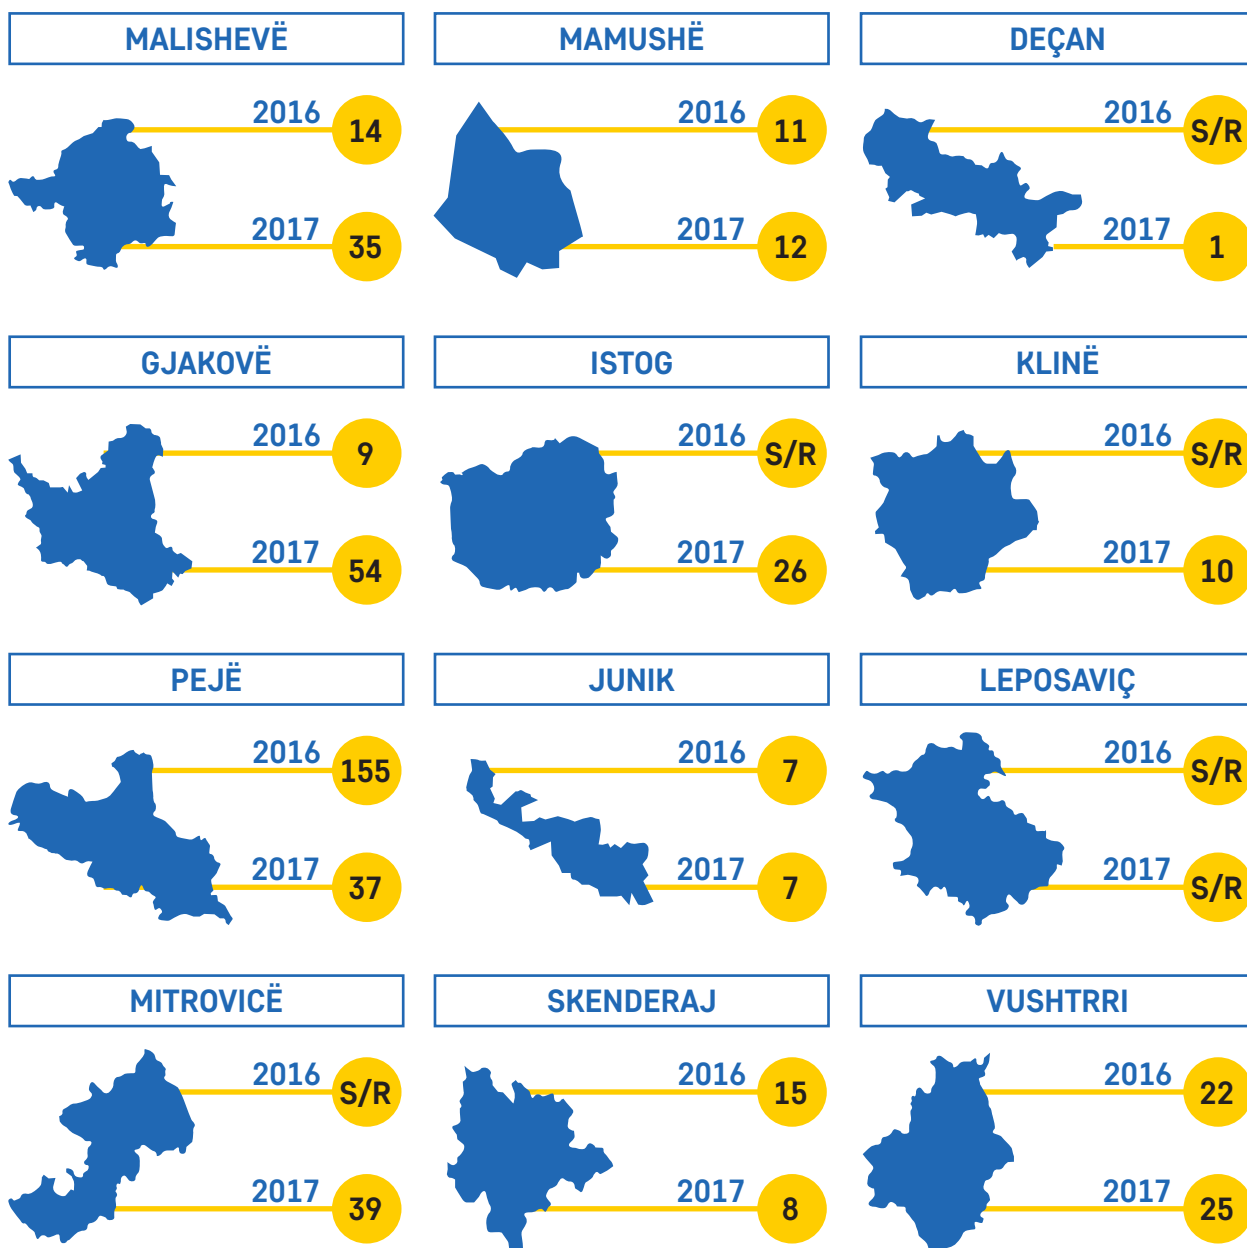 MALISHEVË
2016
14
2017
35
MAMUSHË
2016
11
2017
12
DEÇAN
2016
S/R
2017
1
GJAKOVË
2016
9
2017
54
ISTOG
2016
S/R
2017
26
KLINË
2016
S/R
2017
10
PEJË
2016
155
2017
37
JUNIK
2016
7
2017
7
LEPOSAVIÇ
2016
S/R
2017
S/R
MITROVICË
2016
S/R
2017
39
SKENDERAJ
2016
15
2017
8
VUSHTRRI
2016
22
2017
25